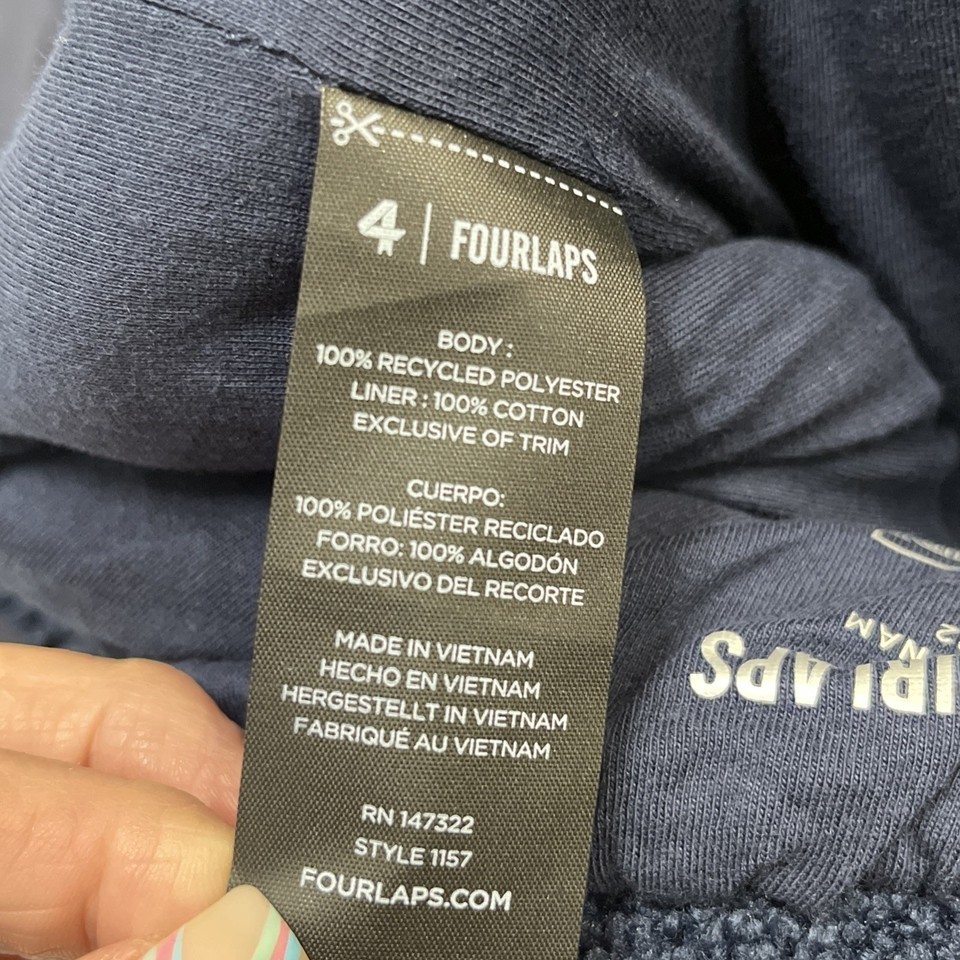 4 | FOURLAPS
BODY :
100% RECYCLED POLYESTER
LINER : 100% COTTON
EXCLUSIVE OF TRIM
CUERPO:
100% POLIÉSTER RECICLADO
FORRO: 100% ALGODÓN
EXCLUSIVO DEL RECORTE
MADE IN VIETNAM
HECHO EN VIETNAM
HERGESTELLT IN VIETNAM
FABRIQUÉ AU VIETNAM
RN 147322
STYLE 1157
FOURLAPS.COM